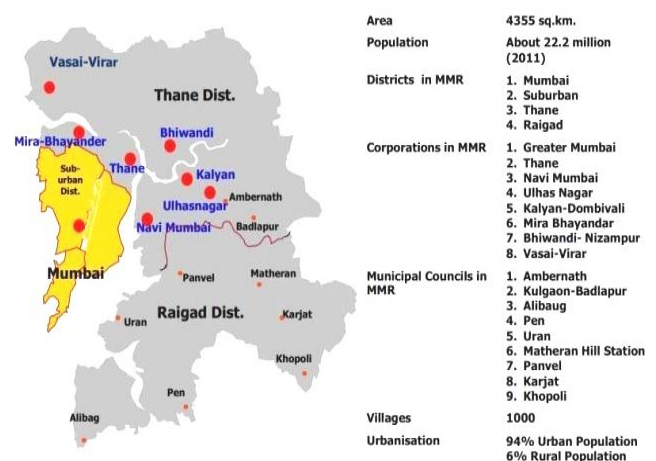 Vasai-Virar
Thane Dist.
Mira-Bhayander
Bhiwandi
Thane
Sub-
urban
Dist.
Kalyan
Ulhasnagar
Ambernath
Navi Mumbai
Badlapur
Mumbai
Panvel
Matheran
Raigad Dist.
Uran
Karjat
Khopoli
Pen
Alibag
Area 4355 sq.km.
Population About 22.2 million
(2011)
Districts in MMR 1. Mumbai
2. Suburban
3. Thane
4. Raigad
Corporations in MMR 1. Greater Mumbai
2. Thane
3. Navi Mumbai
4. Ulhas Nagar
5. Kalyan-Dombivali
6. Mira Bhayandar
7. Bhiwandi- Nizampur
8. Vasai-Virar
Municipal Councils in 1. Ambernath
MMR 2. Kulgaon-Badlapur
3. Alibaug
4. Pen
5. Uran
6. Matheran Hill Station
7. Panvel
8. Karjat
9. Khopoli
Villages 1000
Urbanisation 94% Urban Population
6% Rural Population